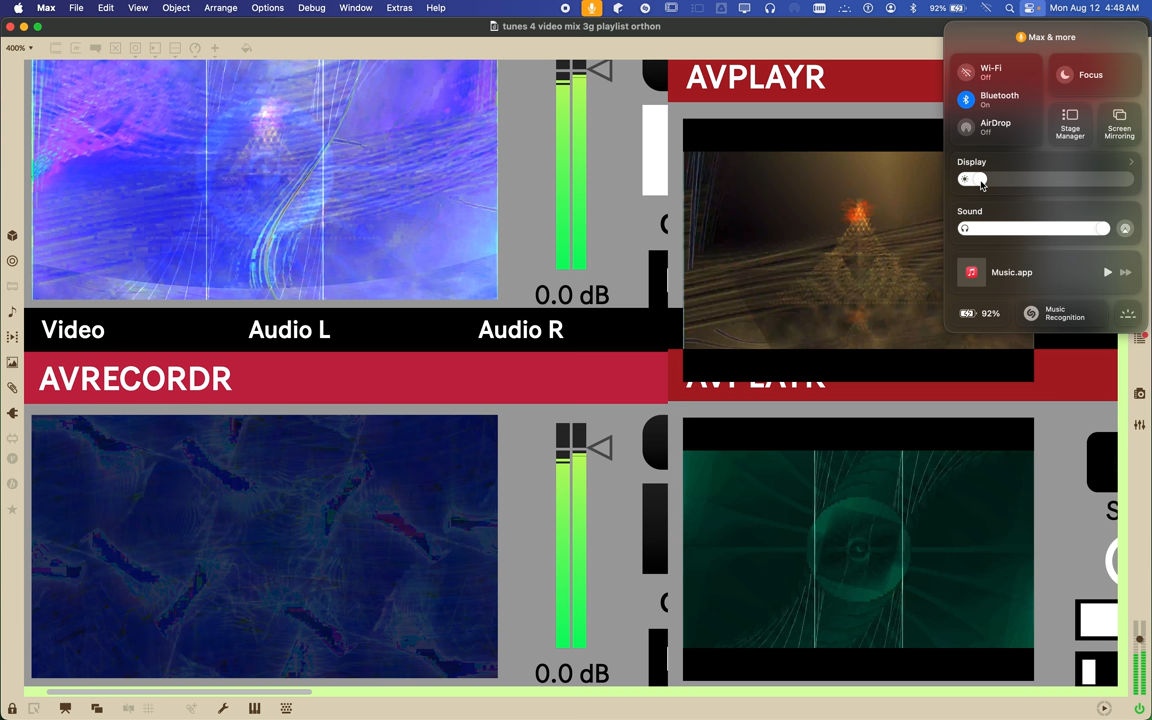 Max File Edit View Object Arrange Options Debug Window Extras Help
92% Mon Aug 12 4:48 AM
tunes 4 video mix 3g playlist orthon
400%
Max & more
Wi-Fi
Off
Focus
Bluetooth
On
AirDrop
Off
Stage
Manager
Screen
Mirroring
Display
Sound
Music.app
92%
Music
Recognition
AVPLAYR
0.0 dB
Video Audio L Audio R
AVRECORDR
AVPLAYR
0.0 dB